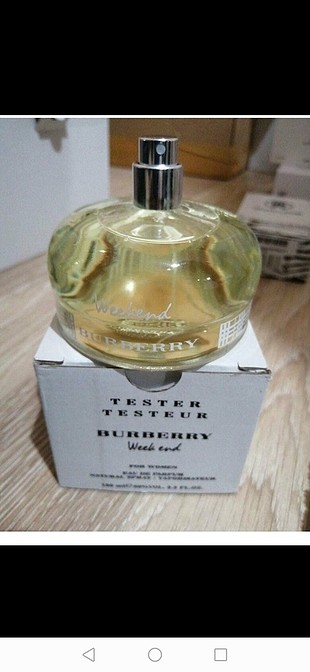 Weekend
BURBERRY
TESTER
TESTEUR
BURBERRY
Week end
FOR WOMEN
EAU DE PARFUM
NATURAL SPRAY / VAPORISATEUR